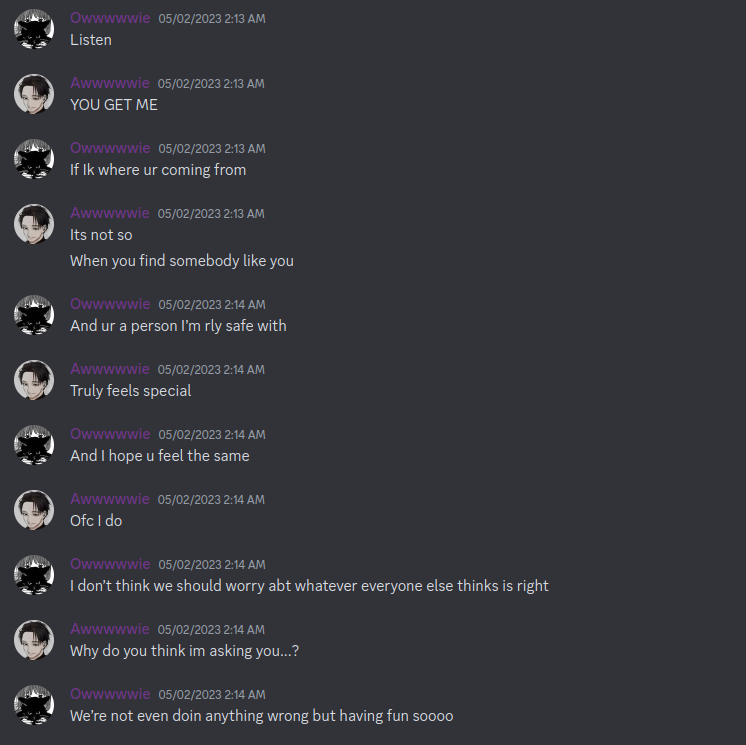 Owwwwwie 05/02/2023 2:13 AM
Listen
Awwwwwie 05/02/2023 2:13 AM
YOU GET ME
Owwwwwie 05/02/2023 2:13 AM
If Ik where ur coming from
Awwwwwie 05/02/2023 2:13 AM
Its not so
When you find somebody like you
Owwwwwie 05/02/2023 2:14 AM
And ur a person I’m rly safe with
Awwwwwie 05/02/2023 2:14 AM
Truly feels special
Owwwwwie 05/02/2023 2:14 AM
And I hope u feel the same
Awwwwwie 05/02/2023 2:14 AM
Ofc I do
Owwwwwie 05/02/2023 2:14 AM
I don’t think we should worry abt whatever everyone else thinks is right
Awwwwwie 05/02/2023 2:14 AM
Why do you think im asking you...?
Owwwwwie 05/02/2023 2:14 AM
We’re not even doin anything wrong but having fun soooo